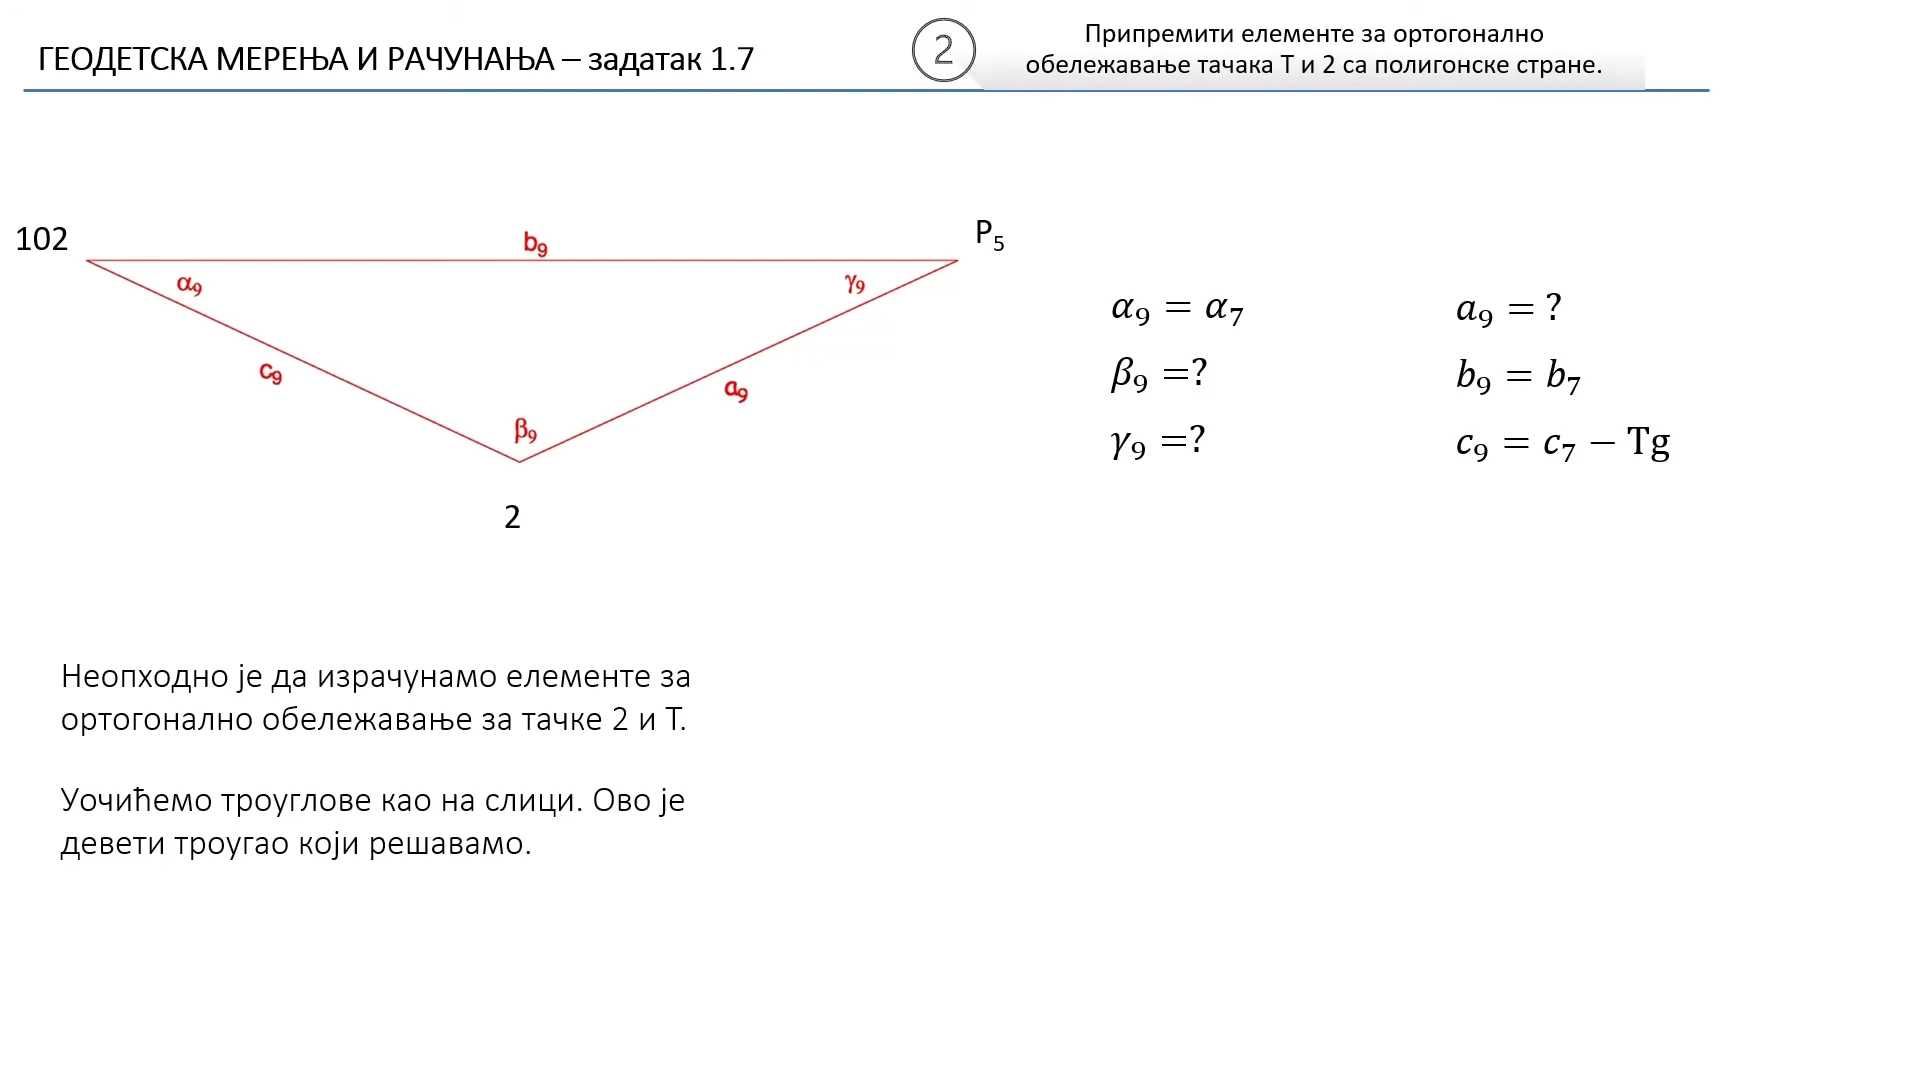 ГЕОДЕТСКА МЕРЕЊА И РАЧУНАЊА – задатак 1.7
2
Припремити елементе за ортогонално
обележавање тачака Т и 2 са полигонске стране.
102
b₉
P₅
α₉
γ₉
c₉
a₉
β₉
2
α₉ = α₇
β₉ =?
γ₉ =?
a₉ = ?
b₉ = b₇
c₉ = c₇ − Tg
Неопходно је да израчунамо елементе за
ортогонално обележавање за тачке 2 и Т.
Уочићемо троуглове као на слици. Ово је
девети троугао који решавамо.